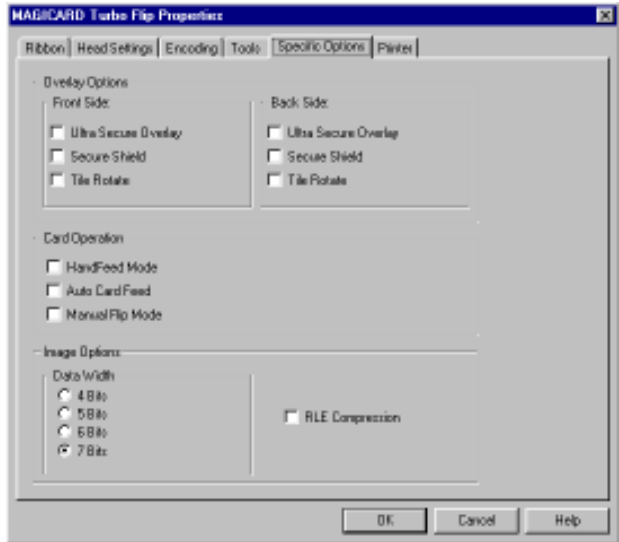 MAGICARD Turbo Flip Properties
Ribbon Head Settings Encoding Tools Specific Options Printer
Overlay Options
Front Side: Back Side:
Ultra Secure Overlay Ultra Secure Overlay
Secure Shield Secure Shield
Tile Rotate Tile Rotate
Card Operation
HandFeed Mode
Auto Card Feed
Manual Flip Mode
Image Options
Data Width
4 Bits
5 Bits
6 Bits
7 Bits
RLE Compression
OK Cancel Help